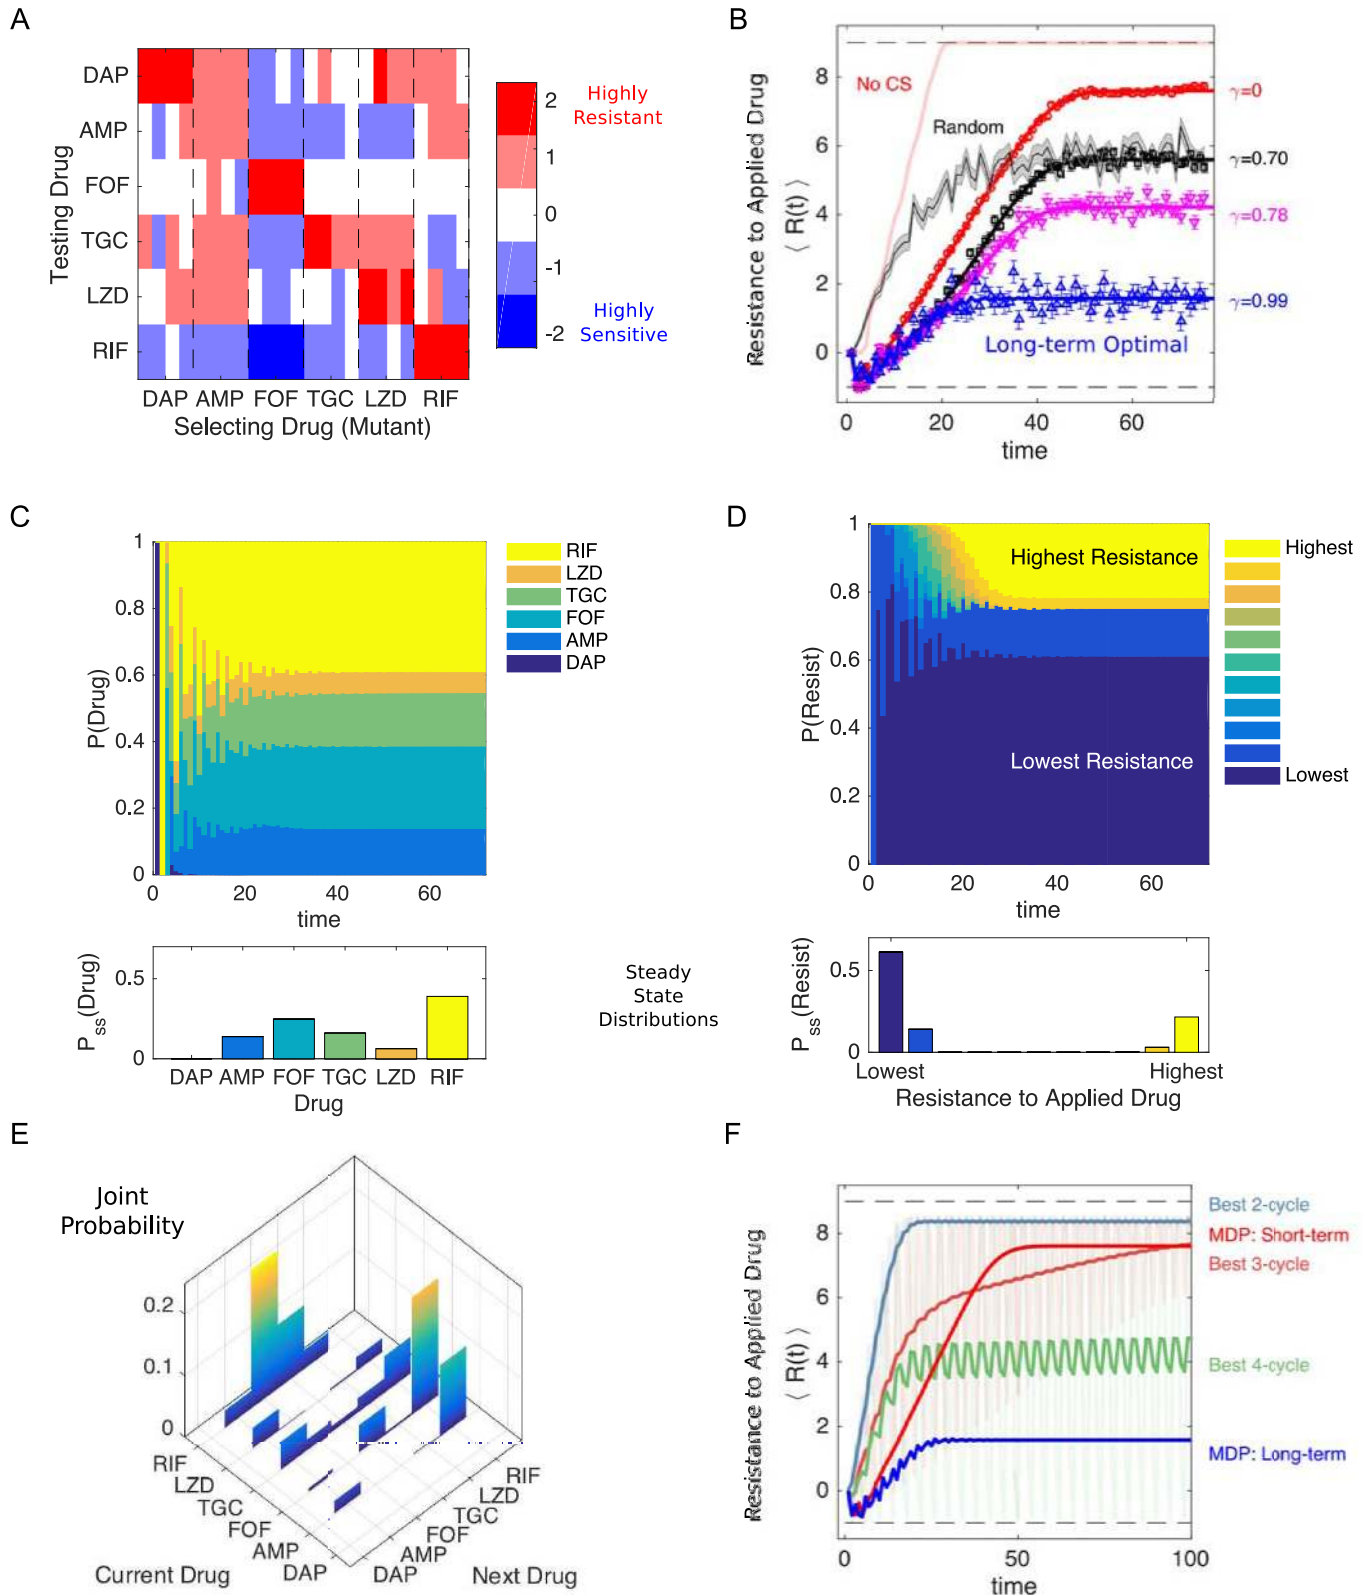 A
Testing Drug
DAP
AMP
FOF
TGC
LZD
RIF
DAP AMP FOF TGC LZD RIF
Selecting Drug (Mutant)
2
1
0
-1
-2
Highly
Resistant
Highly
Sensitive
B
Resistance to Applied Drug
⟨ R(t) ⟩
8
6
4
2
0
0 20 40 60
time
No CS
Random
Long-term Optimal
γ=0
γ=0.70
γ=0.78
γ=0.99
C
P(Drug)
1
0.8
0.6
0.4
0.2
0
0 20 40 60
time
RIF
LZD
TGC
FOF
AMP
DAP
Pss(Drug)
0.5
0
DAP AMP FOF TGC LZD RIF
Drug
Steady
State
Distributions
D
P(Resist)
1
0.8
0.6
0.4
0.2
0
0 20 40 60
time
Highest Resistance
Lowest Resistance
Highest
Lowest
Pss(Resist)
0.5
0
Lowest Highest
Resistance to Applied Drug
E
Joint
Probability
0.2
0.1
0
RIF
LZD
TGC
FOF
AMP
DAP
Current Drug
RIF
LZD
TGC
FOF
AMP
DAP
Next Drug
F
Resistance to Applied Drug
⟨ R(t) ⟩
8
6
4
2
0
0 50 100
time
Best 2-cycle
MDP: Short-term
Best 3-cycle
Best 4-cycle
MDP: Long-term